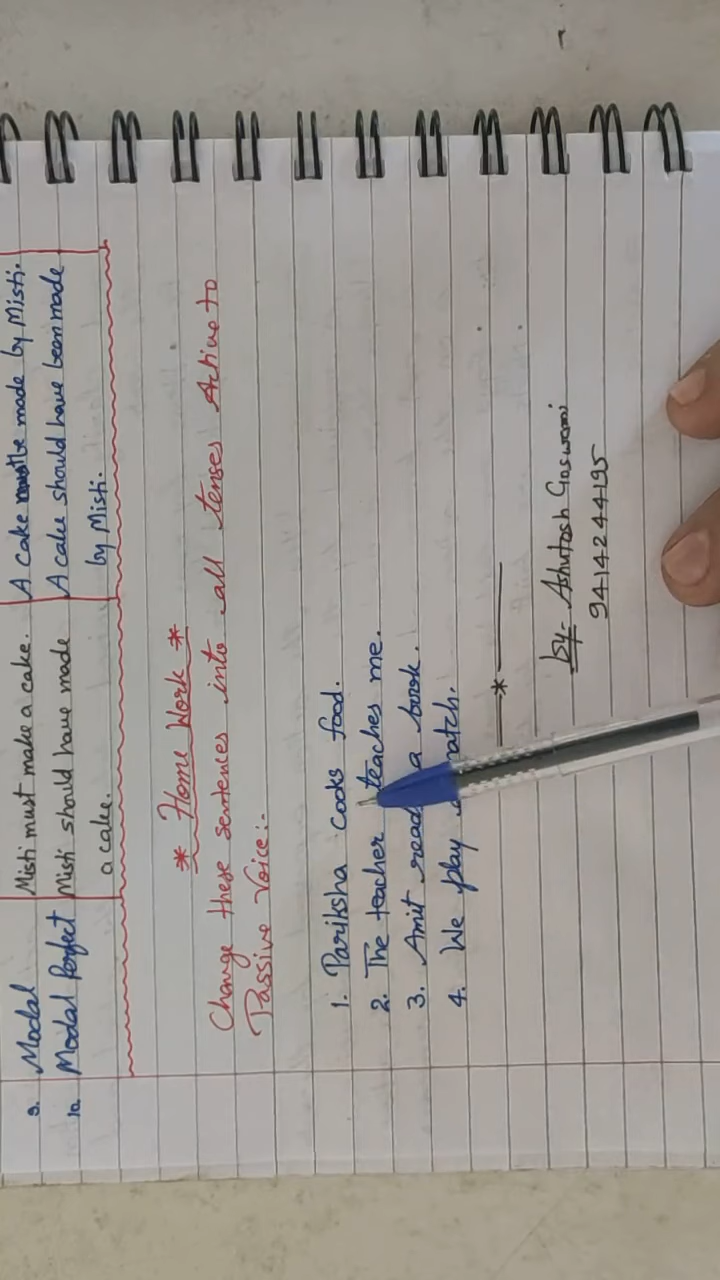 9. Modal Misti must make a cake. A cake must be made by Misti.
10. Modal Perfect Misti should have made A cake should have been made
a cake. by Misti.
* Home Work *
Change these sentences into all tenses Active to
Passive Voice:-
1. Pariksha Cooks food.
2. The teacher teaches me.
3. Amit read a book.
4. We play
by- Ashutosh Goswami
9414244195